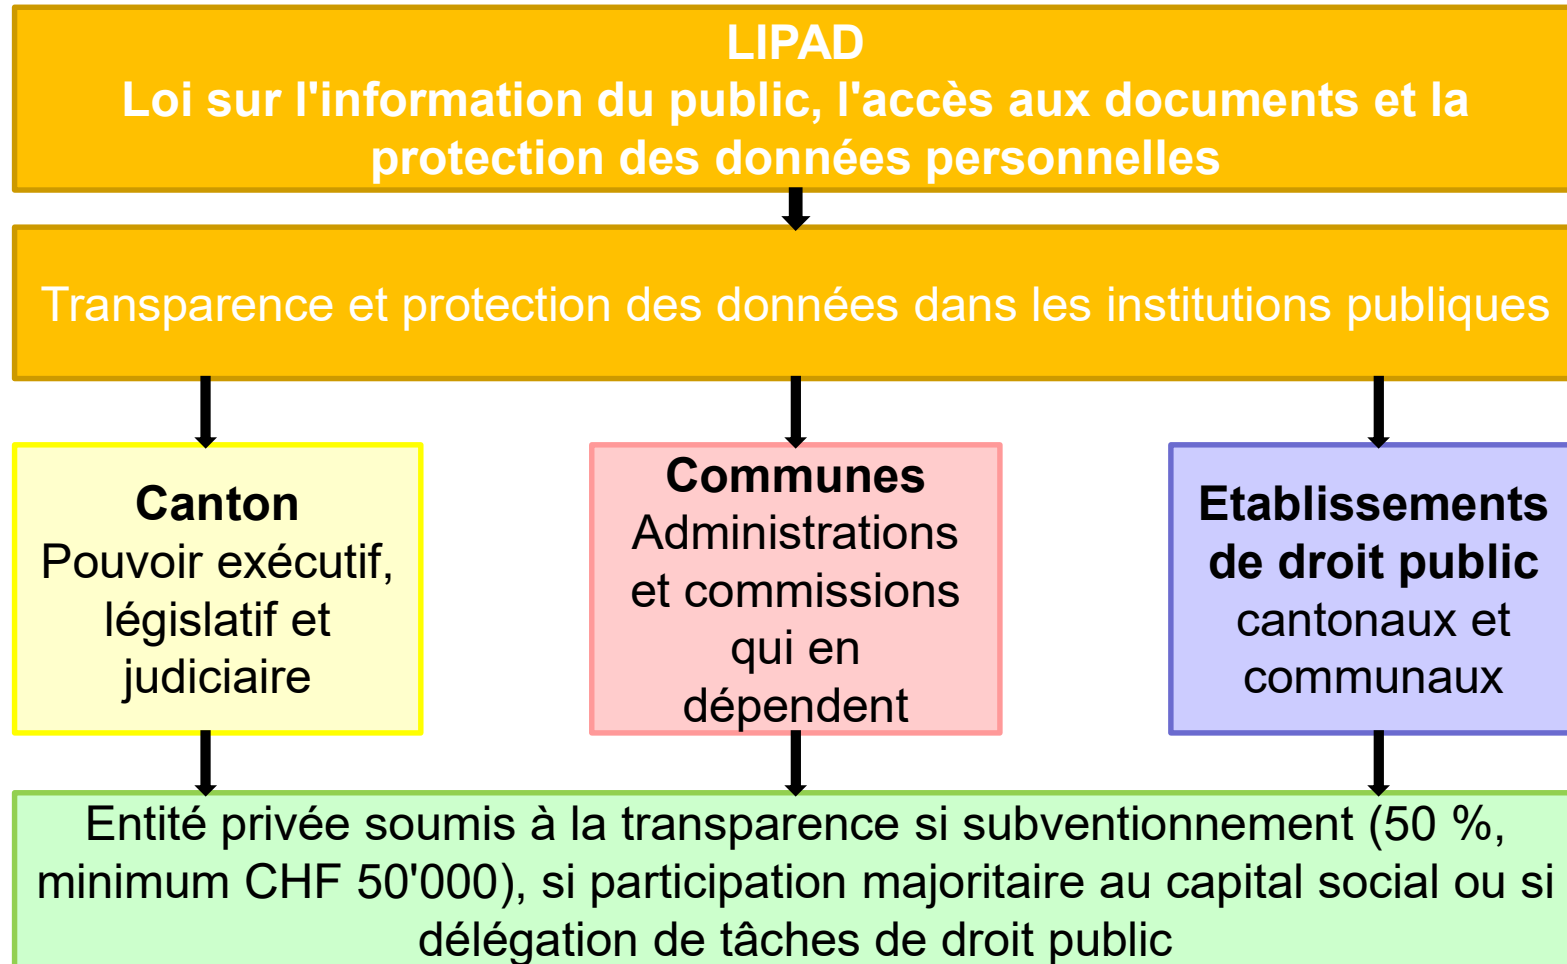 LIPAD
Loi sur l'information du public, l'accès aux documents et la
protection des données personnelles
Transparence et protection des données dans les institutions publiques
Canton
Pouvoir exécutif,
législatif et
judiciaire
Communes
Administrations
et commissions
qui en
dépendent
Etablissements
de droit public
cantonaux et
communaux
Entité privée soumis à la transparence si subventionnement (50 %,
minimum CHF 50'000), si participation majoritaire au capital social ou si
délégation de tâches de droit public